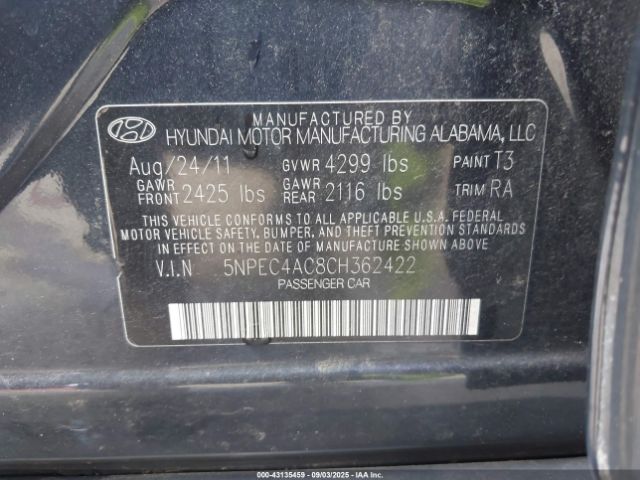 MANUFACTURED BY
HYUNDAI MOTOR MANUFACTURING ALABAMA, LLC
Aug/24/11 GVWR 4299 lbs PAINT T3
GAWR FRONT 2425 lbs GAWR REAR 2116 lbs TRIM RA
THIS VEHICLE CONFORMS TO ALL APPLICABLE U.S.A. FEDERAL
MOTOR VEHICLE SAFETY, BUMPER, AND THEFT PREVENTION STANDARDS
IN EFFECT ON THE DATE OF MANUFACTURE SHOWN ABOVE
V.I.N 5NPEC4AC8CH362422
PASSENGER CAR
000-43135459 - 09/03/2025 - IAAI.COM